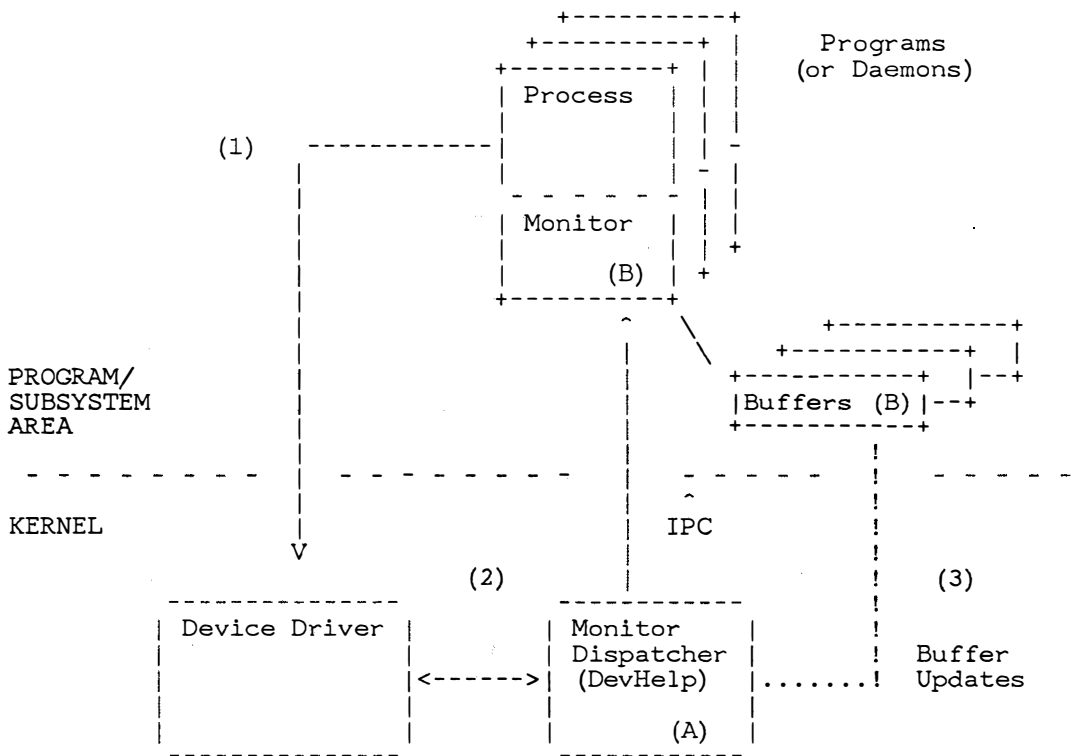 Programs
(or Daemons)
Process
(1)
Monitor
(B)
PROGRAM/
SUBSYSTEM
AREA
Buffers (B)
KERNEL
IPC
(2)
(3)
Device Driver
Monitor
Dispatcher
(DevHelp)
(A)
Buffer
Updates